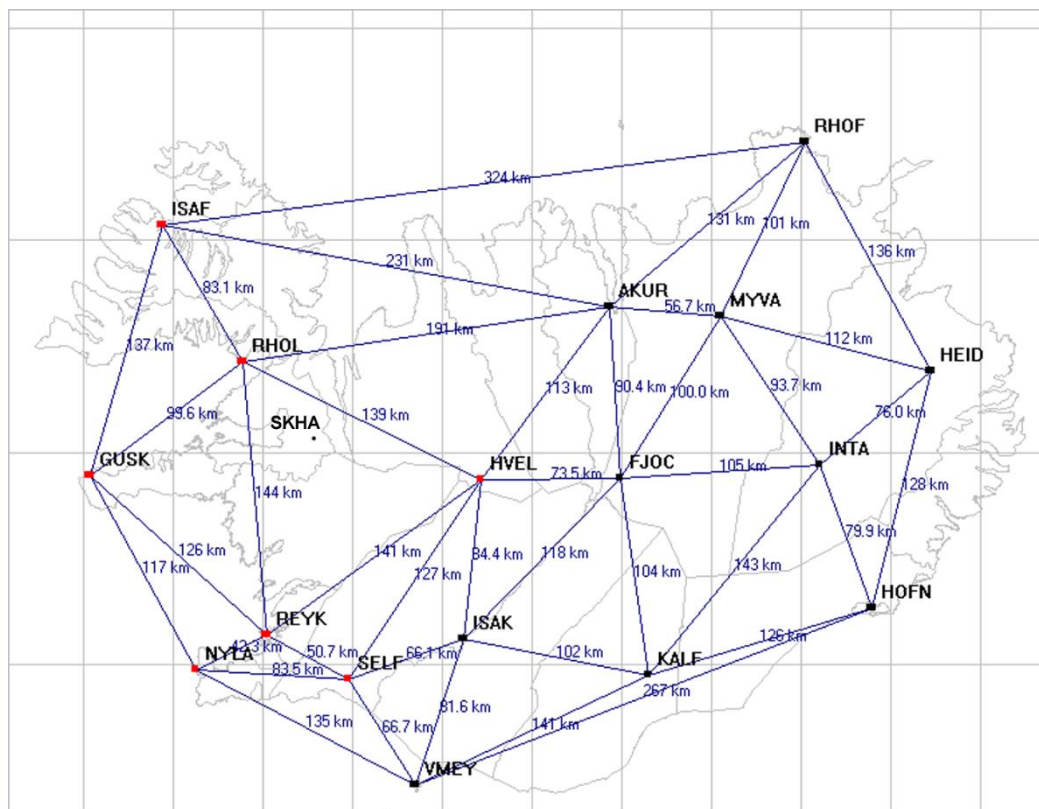 RHOF
324 km
ISAF
131 km
101 km
136 km
231 km
83.1 km
AKUR
56.7 km
MYVA
191 km
137 km
RHOL
112 km
HEID
113 km
90.4 km
100.0 km
93.7 km
99.6 km
139 km
76.0 km
SKHA
GUSK
HVEL
FJOC
INTA
73.5 km
105 km
128 km
144 km
126 km
141 km
118 km
79.9 km
117 km
127 km
84.4 km
104 km
143 km
HOFN
REYK
ISAK
42.3 km
50.7 km
126 km
NYLA
66.1 km
102 km
SELF
KALF
83.5 km
267 km
81.6 km
135 km
66.7 km
141 km
VMEY